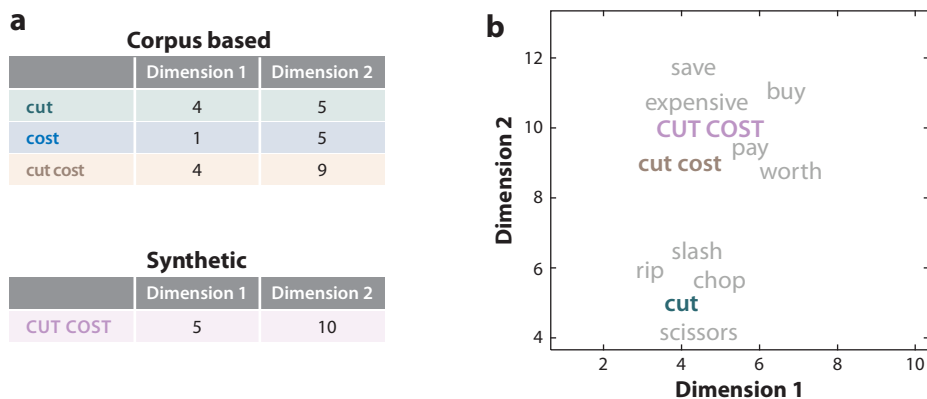 a
Corpus based
Dimension 1 Dimension 2
cut 4 5
cost 1 5
cut cost 4 9
Synthetic
Dimension 1 Dimension 2
CUT COST 5 10
b
Dimension 2
12
10
8
6
4
save
buy
expensive
CUT COST
pay
cut cost
worth
slash
rip
chop
cut
scissors
2 4 6 8 10
Dimension 1